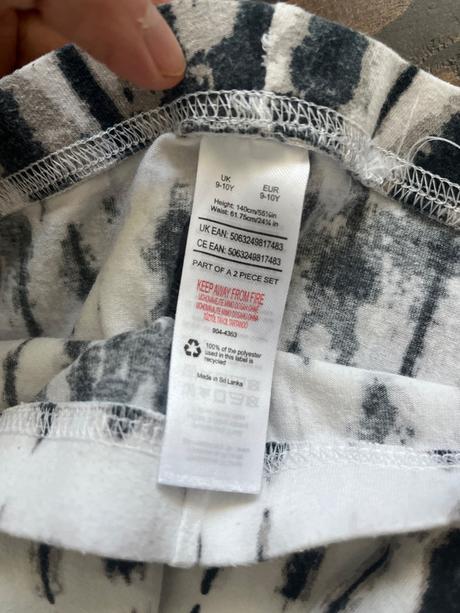 UK
9-10Y
EUR
9-10Y
Height: 140cm/55⅛in
Waist: 61.75cm/24¼in
UK EAN: 5063249817483
CE EAN: 5063249817483
PART OF A 2 PIECE SET
KEEP AWAY FROM FIRE
904-4363
100% of the polyester
used in this label is
recycled
Made in Sri Lanka